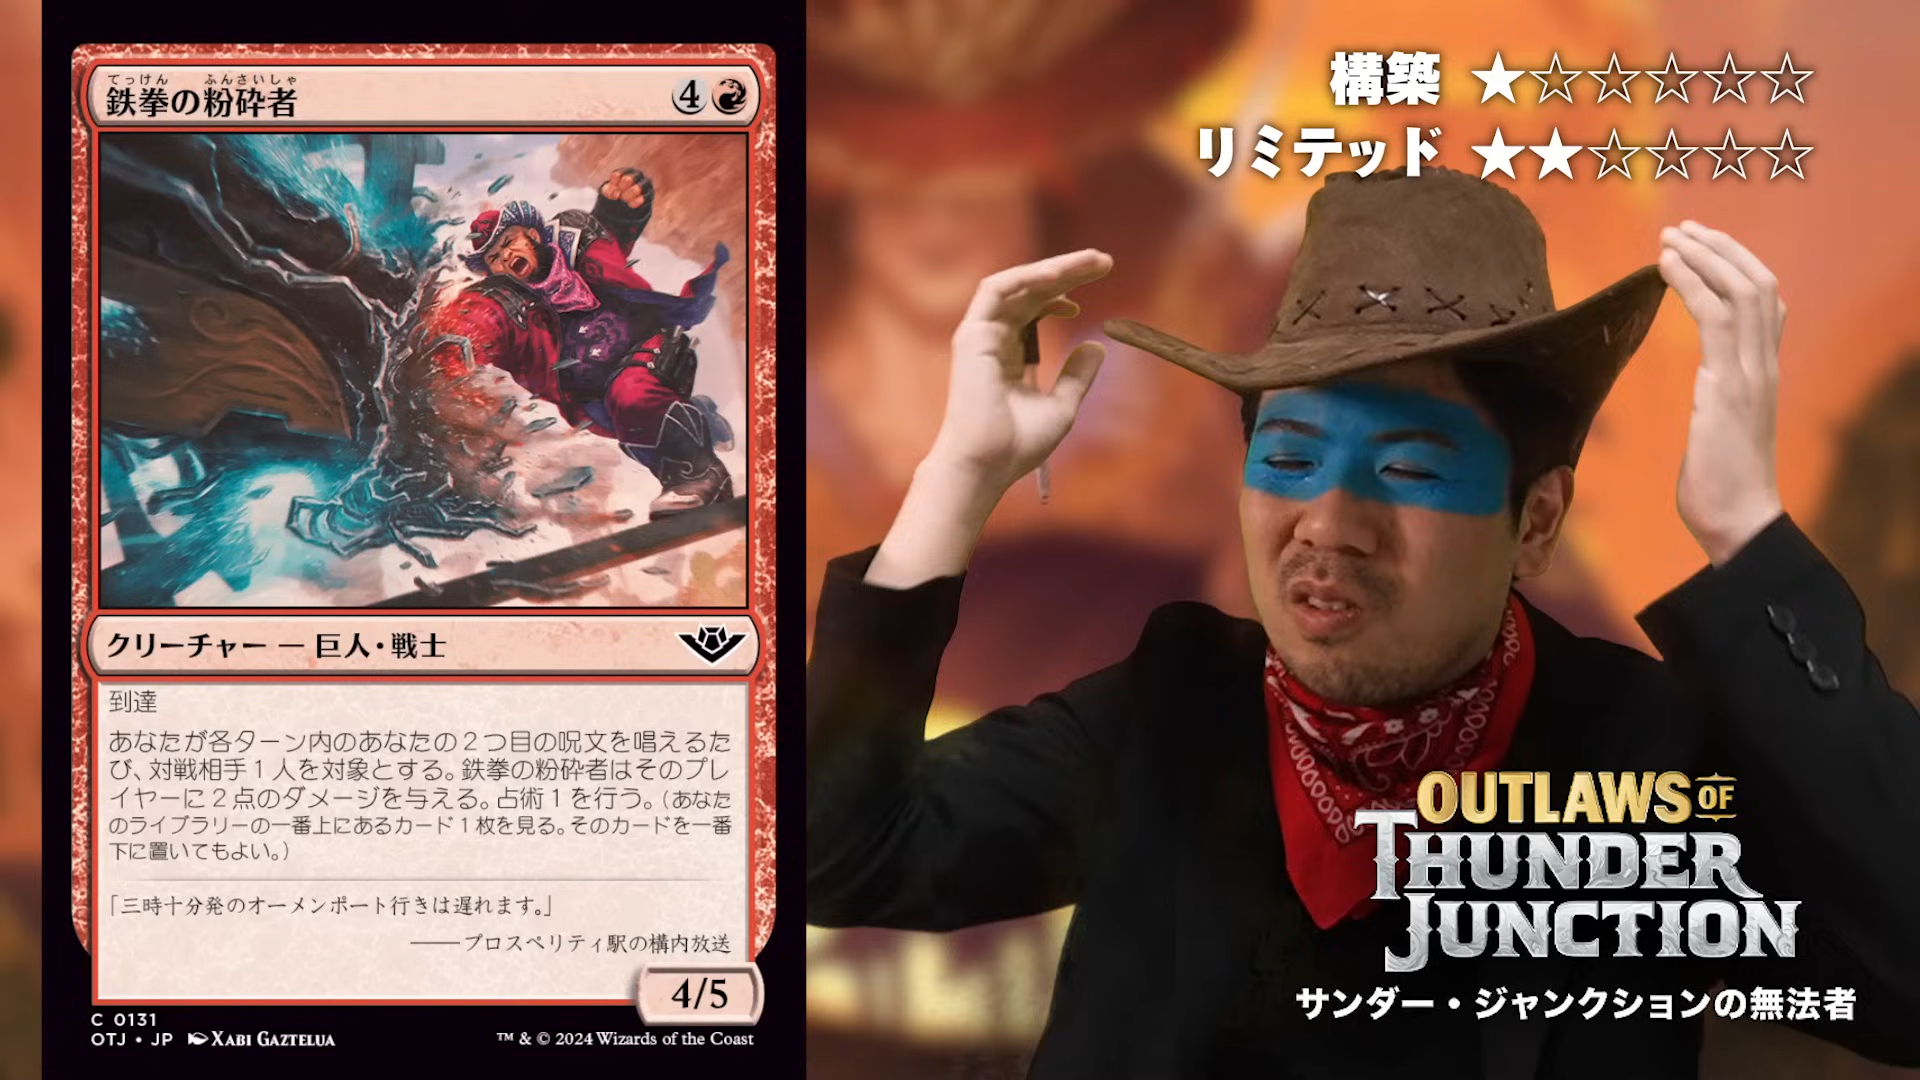 てっけん ふんさいしゃ
鉄拳の粉砕者
4
クリーチャー — 巨人・戦士
到達
あなたが各ターン内のあなたの2つ目の呪文を唱えるた
び、対戦相手1人を対象とする。鉄拳の粉砕者はそのプレ
イヤーに2点のダメージを与える。占術1を行う。(あなた
のライブラリーの一番上にあるカード1枚を見る。そのカードを一番
下に置いてもよい。)
「三時十分発のオーメンポート行きは遅れます。」
——プロスペリティ駅の構内放送
4/5
C 0131
OTJ • JP XABI GAZTELUA
™ & © 2024 Wizards of the Coast
構築 ★☆☆☆☆☆
リミテッド ★★☆☆☆☆
OUTLAWS OF
THUNDER
JUNCTION
サンダー・ジャンクションの無法者